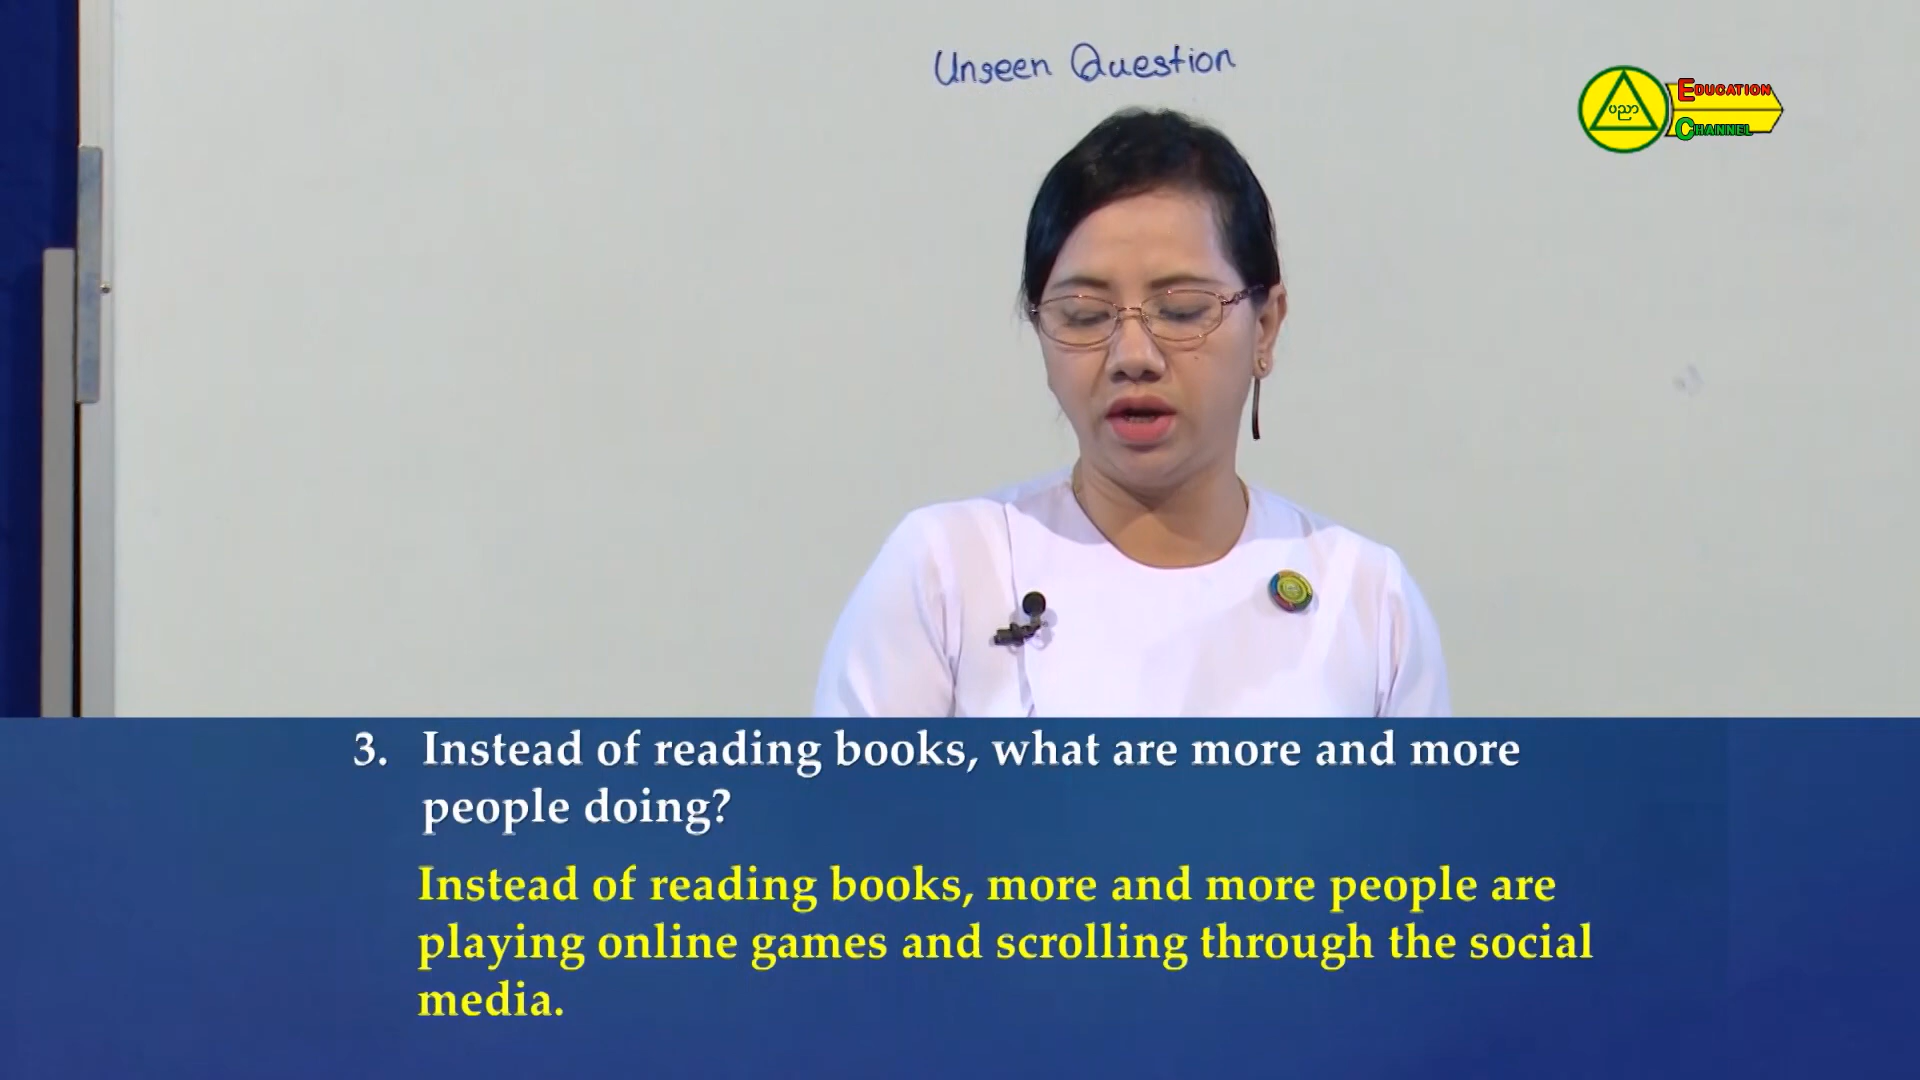 Unseen Question
ပညာ
EDUCATION
CHANNEL
3. Instead of reading books, what are more and more
people doing?
Instead of reading books, more and more people are
playing online games and scrolling through the social
media.